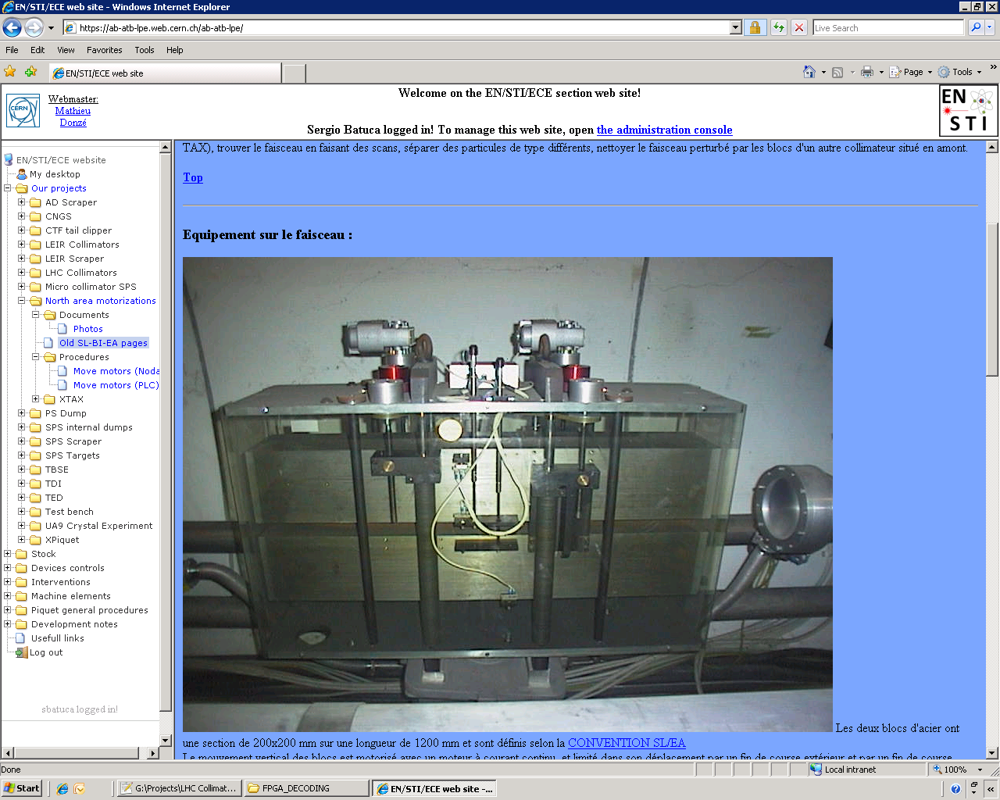 EN/STI/ECE web site - Windows Internet Explorer
https://ab-atb-lpe.web.cern.ch/ab-atb-lpe/
Live Search
File Edit View Favorites Tools Help
EN/STI/ECE web site
Page Tools
CERN
Webmaster:
Mathieu
Donzé
Welcome on the EN/STI/ECE section web site!
Sergio Batuca logged in! To manage this web site, open the administration console
EN
STI
EN/STI/ECE website
My desktop
Our projects
AD Scraper
CNGS
CTF tail clipper
LEIR Collimators
LEIR Scraper
LHC Collimators
Micro collimator SPS
North area motorizations
Documents
Photos
Old SL-BI-EA pages
Procedures
Move motors (Noda
Move motors (PLC)
XTAX
PS Dump
SPS internal dumps
SPS Scraper
SPS Targets
TBSE
TDI
TED
Test bench
UA9 Crystal Experiment
XPiquet
Stock
Devices controls
Interventions
Machine elements
Piquet general procedures
Development notes
Usefull links
Log out
sbatuca logged in!
TAX), trouver le faisceau en faisant des scans, séparer des particules de type différents, nettoyer le faisceau perturbé par les blocs d'un autre collimateur situé en amont.
Top
Equipement sur le faisceau :
Les deux blocs d'acier ont
une section de 200x200 mm sur une longueur de 1200 mm et sont définis selon la CONVENTION SL/EA
Le mouvement vertical des blocs est motorisé avec un moteur à courant continu, et limité dans son déplacement par un fin de course extérieur et par un fin de course
Done
Local intranet
100%
Start
G:\Projects\LHC Collimat...
FPGA_DECODING
EN/STI/ECE web site -...